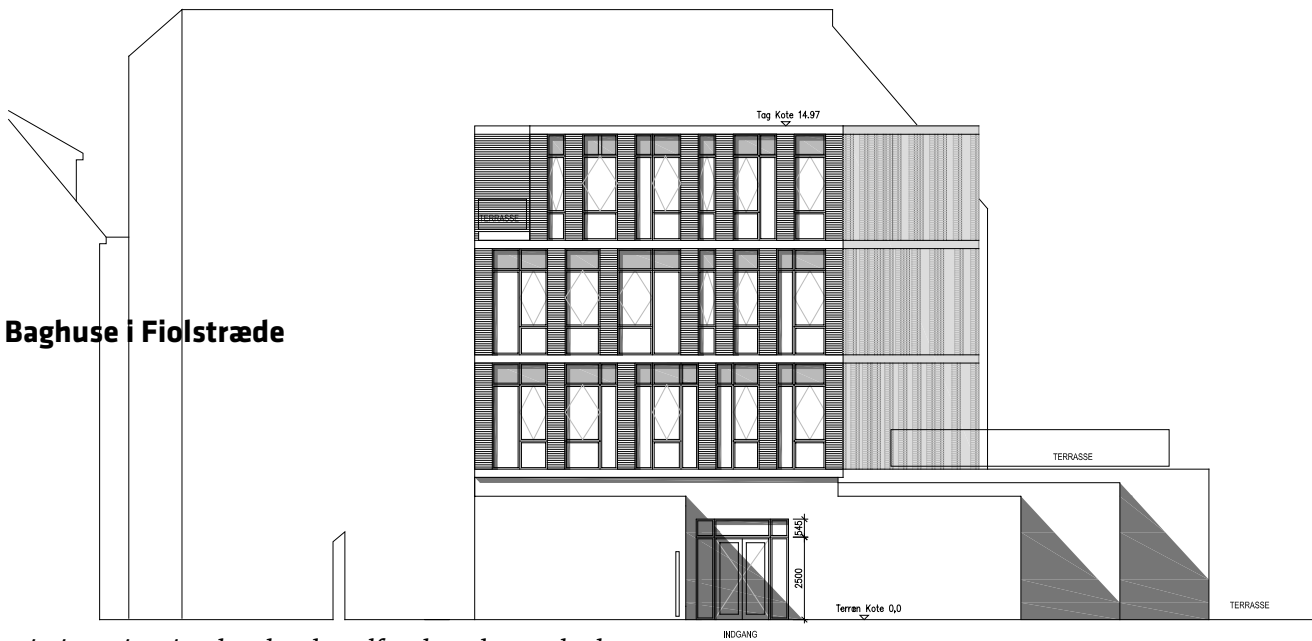 Tag Kote 14.97
TERRASSE
Baghuse i Fiolstræde
TERRASSE
545
2500
Terræn Kote 0,0
TERRASSE
INDGANG